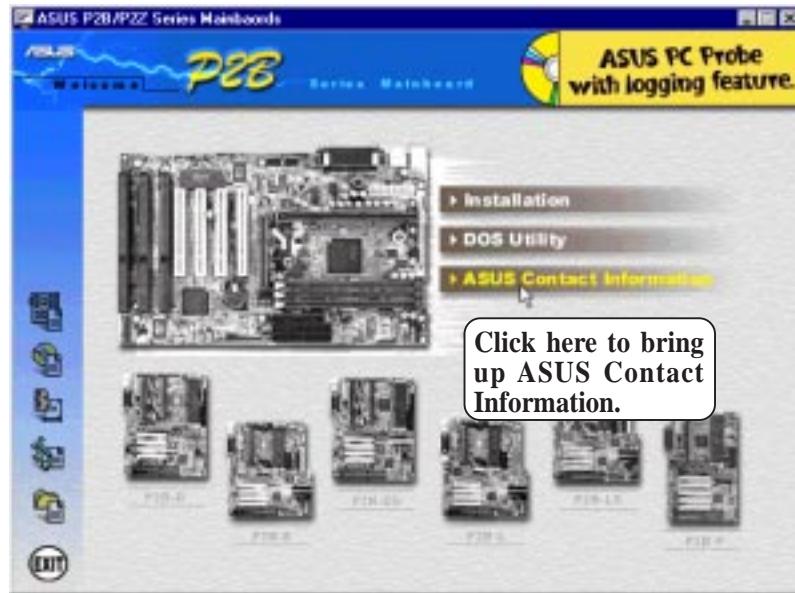 ASUS P2B/P2Z Series Mainbaords
ASUS
Welcome
P2B
Series Mainboard
ASUS PC Probe
with logging feature.
Installation
DOS Utility
ASUS Contact Information
Click here to bring
up ASUS Contact
Information.
EXIT